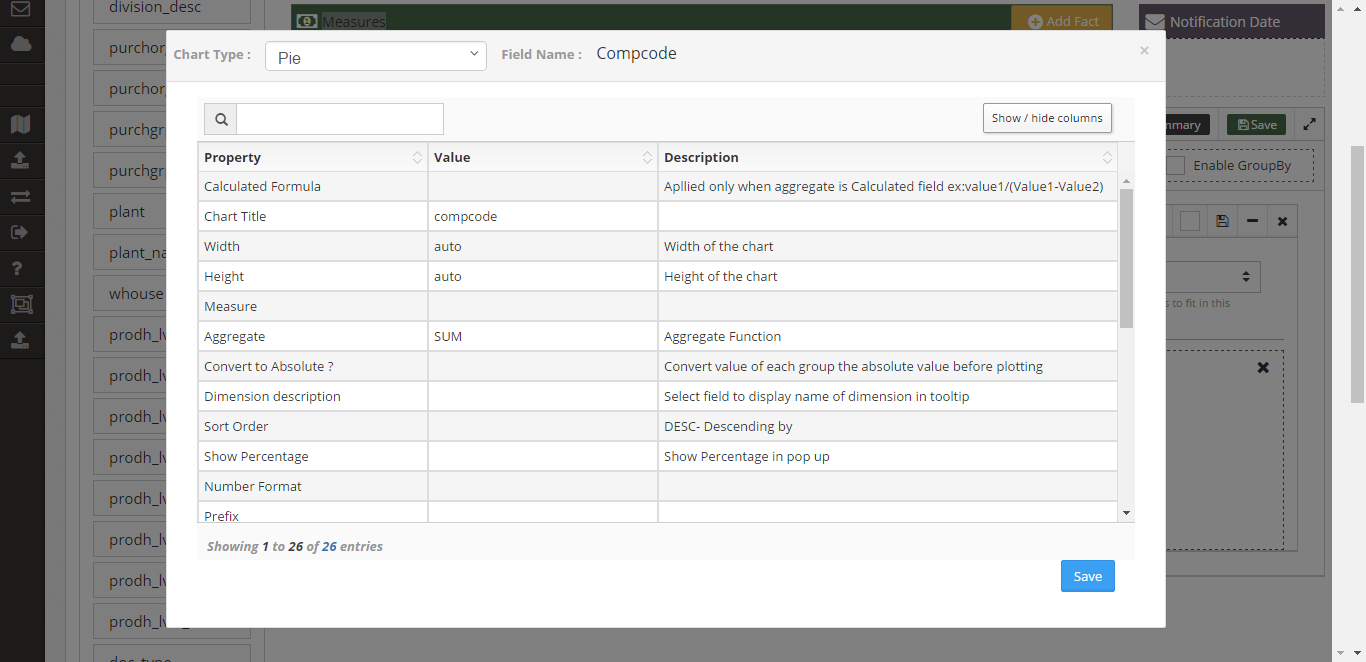 division_desc
Measures
Add Fact
Notification Date
Chart Type :
Pie
Field Name :
Compcode
×
purchor
purchor
purchgr
purchgr
plant
plant_na
whouse
prodh_lv
prodh_lv
prodh_lv
prodh_lv
prodh_lv
prodh_lv
prodh_lv
prodh_lv
doc_type
Show / hide columns
Property Value Description
Calculated Formula Apllied only when aggregate is Calculated field ex:value1/(Value1-Value2)
Chart Title compcode
Width auto Width of the chart
Height auto Height of the chart
Measure
Aggregate SUM Aggregate Function
Convert to Absolute ? Convert value of each group the absolute value before plotting
Dimension description Select field to display name of dimension in tooltip
Sort Order DESC- Descending by
Show Percentage Show Percentage in pop up
Number Format
Prefix
Showing 1 to 26 of 26 entries
Save
mmary
Save
Enable GroupBy
s to fit in this